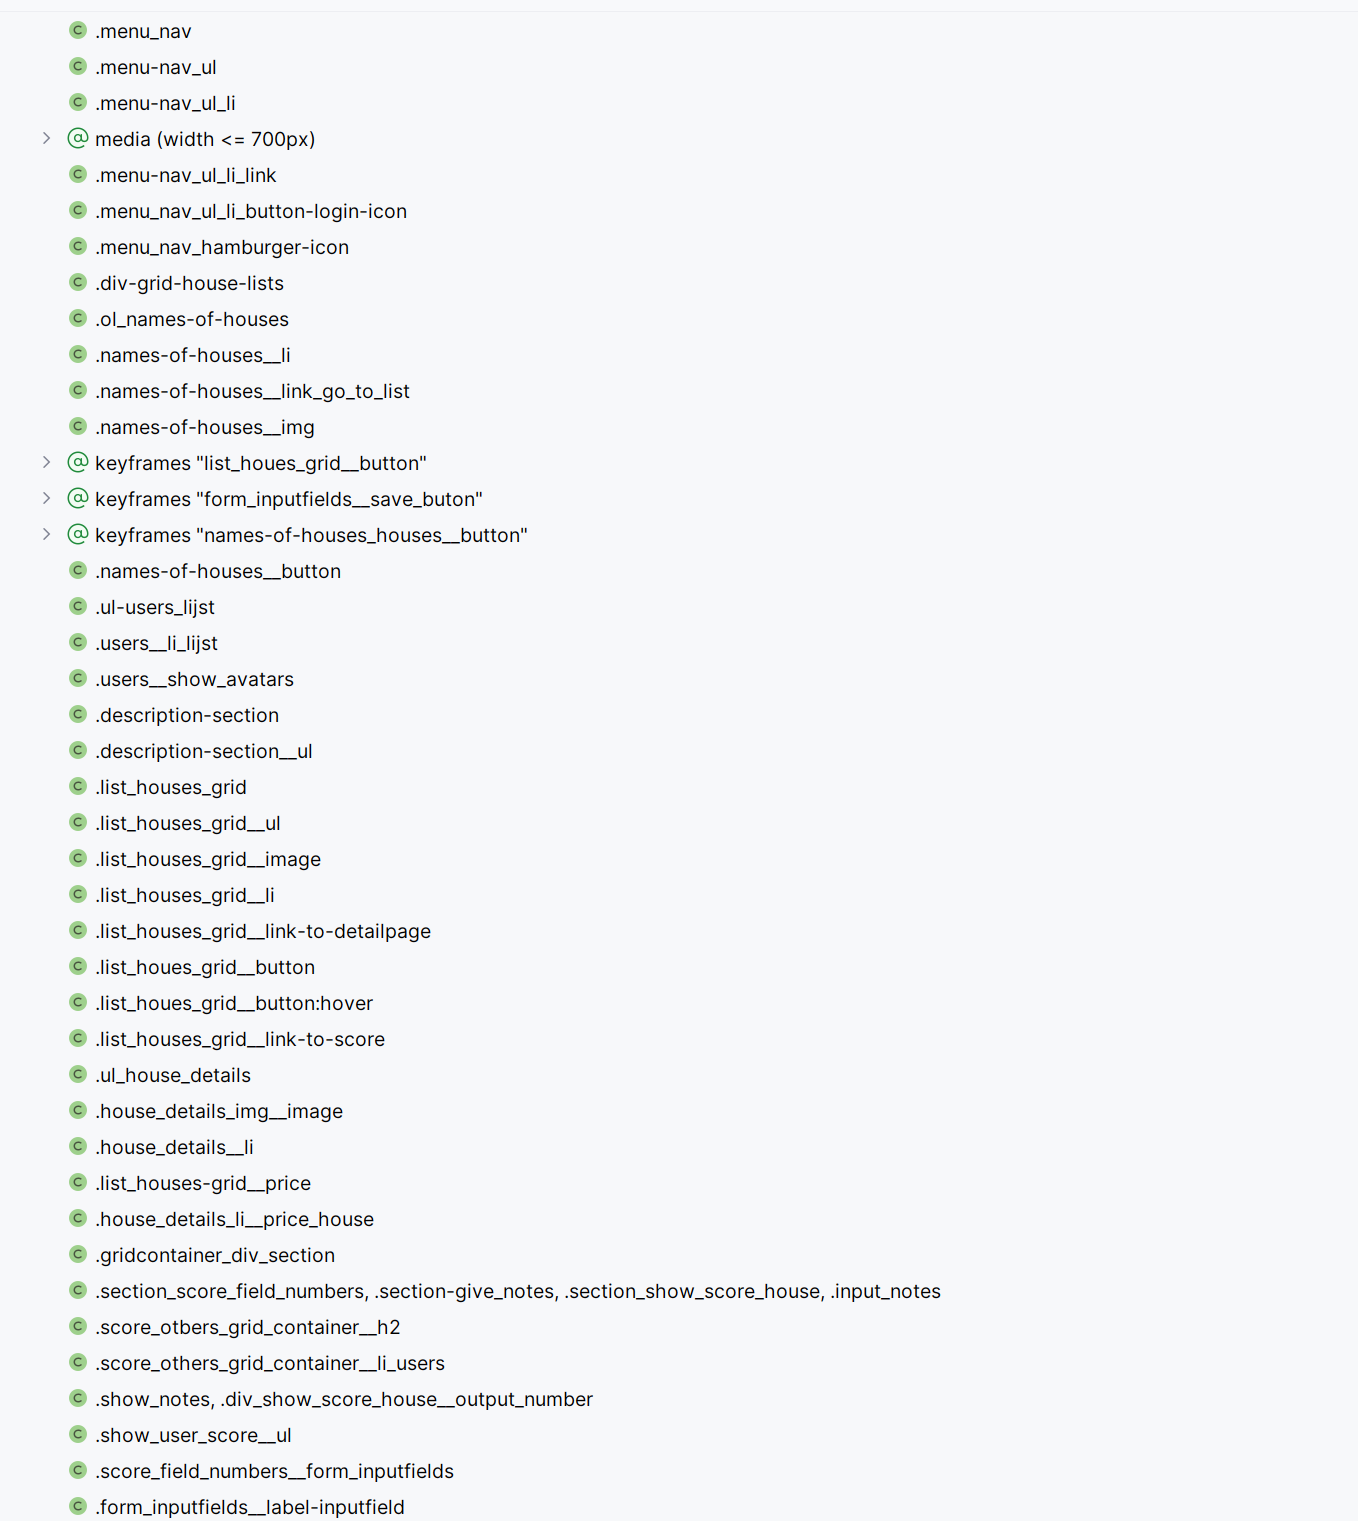 .menu_nav
.menu-nav_ul
.menu-nav_ul_li
@ media (width <= 700px)
.menu-nav_ul_li_link
.menu_nav_ul_li_button-login-icon
.menu_nav_hamburger-icon
.div-grid-house-lists
.ol_names-of-houses
.names-of-houses__li
.names-of-houses__link_go_to_list
.names-of-houses__img
@ keyframes "list_houes_grid__button"
@ keyframes "form_inputfields__save_buton"
@ keyframes "names-of-houses_houses__button"
.names-of-houses__button
.ul-users_lijst
.users__li_lijst
.users__show_avatars
.description-section
.description-section__ul
.list_houses_grid
.list_houses_grid__ul
.list_houses_grid__image
.list_houses_grid__li
.list_houses_grid__link-to-detailpage
.list_houes_grid__button
.list_houes_grid__button:hover
.list_houses_grid__link-to-score
.ul_house_details
.house_details_img__image
.house_details__li
.list_houses-grid__price
.house_details_li__price_house
.gridcontainer_div_section
.section_score_field_numbers, .section-give_notes, .section_show_score_house, .input_notes
.score_otbers_grid_container__h2
.score_others_grid_container__li_users
.show_notes, .div_show_score_house__output_number
.show_user_score__ul
.score_field_numbers__form_inputfields
.form_inputfields__label-inputfield